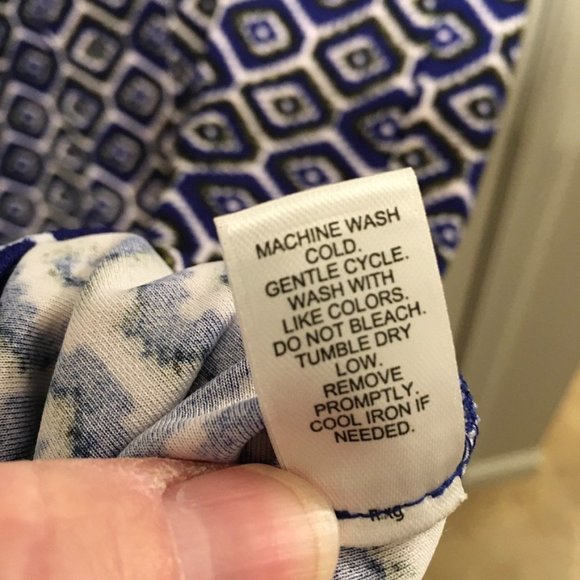 MACHINE WASH
COLD.
GENTLE CYCLE.
WASH WITH
LIKE COLORS.
DO NOT BLEACH.
TUMBLE DRY
LOW.
REMOVE
PROMPTLY.
COOL IRON IF
NEEDED.